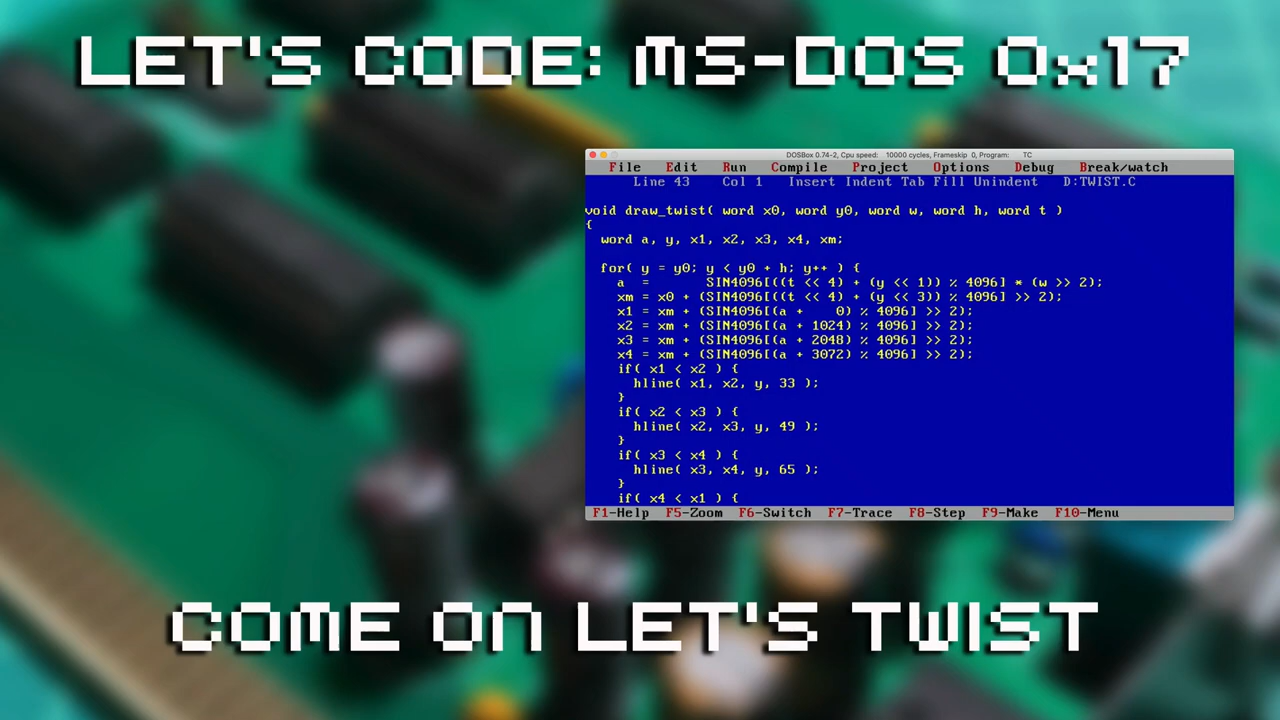 LET'S CODE: MS-DOS 0x17
DOSBox 0.74-2, Cpu speed: 10000 cycles, Frameskip 0, Program: TC
File Edit Run Compile Project Options Debug Break/watch
Line 43 Col 1 Insert Indent Tab Fill Unindent D:TWIST.C
void draw_twist( word x0, word y0, word w, word h, word t )
{
word a, y, x1, x2, x3, x4, xm;
for( y = y0; y < y0 + h; y++ ) {
a = SIN4096[((t << 4) + (y << 1)) % 4096] * (w >> 2);
xm = x0 + (SIN4096[((t << 4) + (y << 3)) % 4096] >> 2);
x1 = xm + (SIN4096[(a + 0) % 4096] >> 2);
x2 = xm + (SIN4096[(a + 1024) % 4096] >> 2);
x3 = xm + (SIN4096[(a + 2048) % 4096] >> 2);
x4 = xm + (SIN4096[(a + 3072) % 4096] >> 2);
if( x1 < x2 ) {
hline( x1, x2, y, 33 );
}
if( x2 < x3 ) {
hline( x2, x3, y, 49 );
}
if( x3 < x4 ) {
hline( x3, x4, y, 65 );
}
if( x4 < x1 ) {
F1-Help F5-Zoom F6-Switch F7-Trace F8-Step F9-Make F10-Menu
COME ON LET'S TWIST